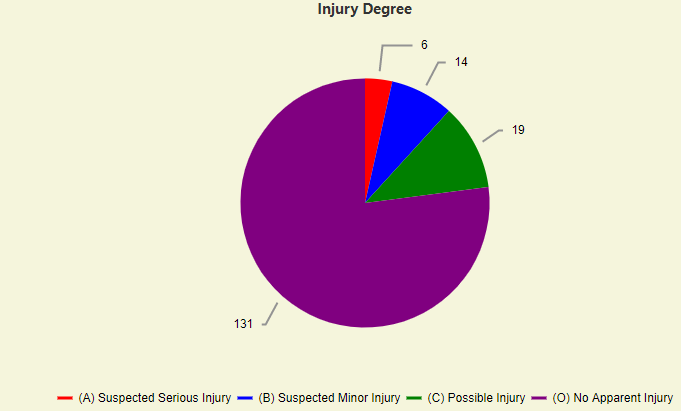 Injury Degree
6
14
19
131
(A) Suspected Serious Injury (B) Suspected Minor Injury (C) Possible Injury (O) No Apparent Injury